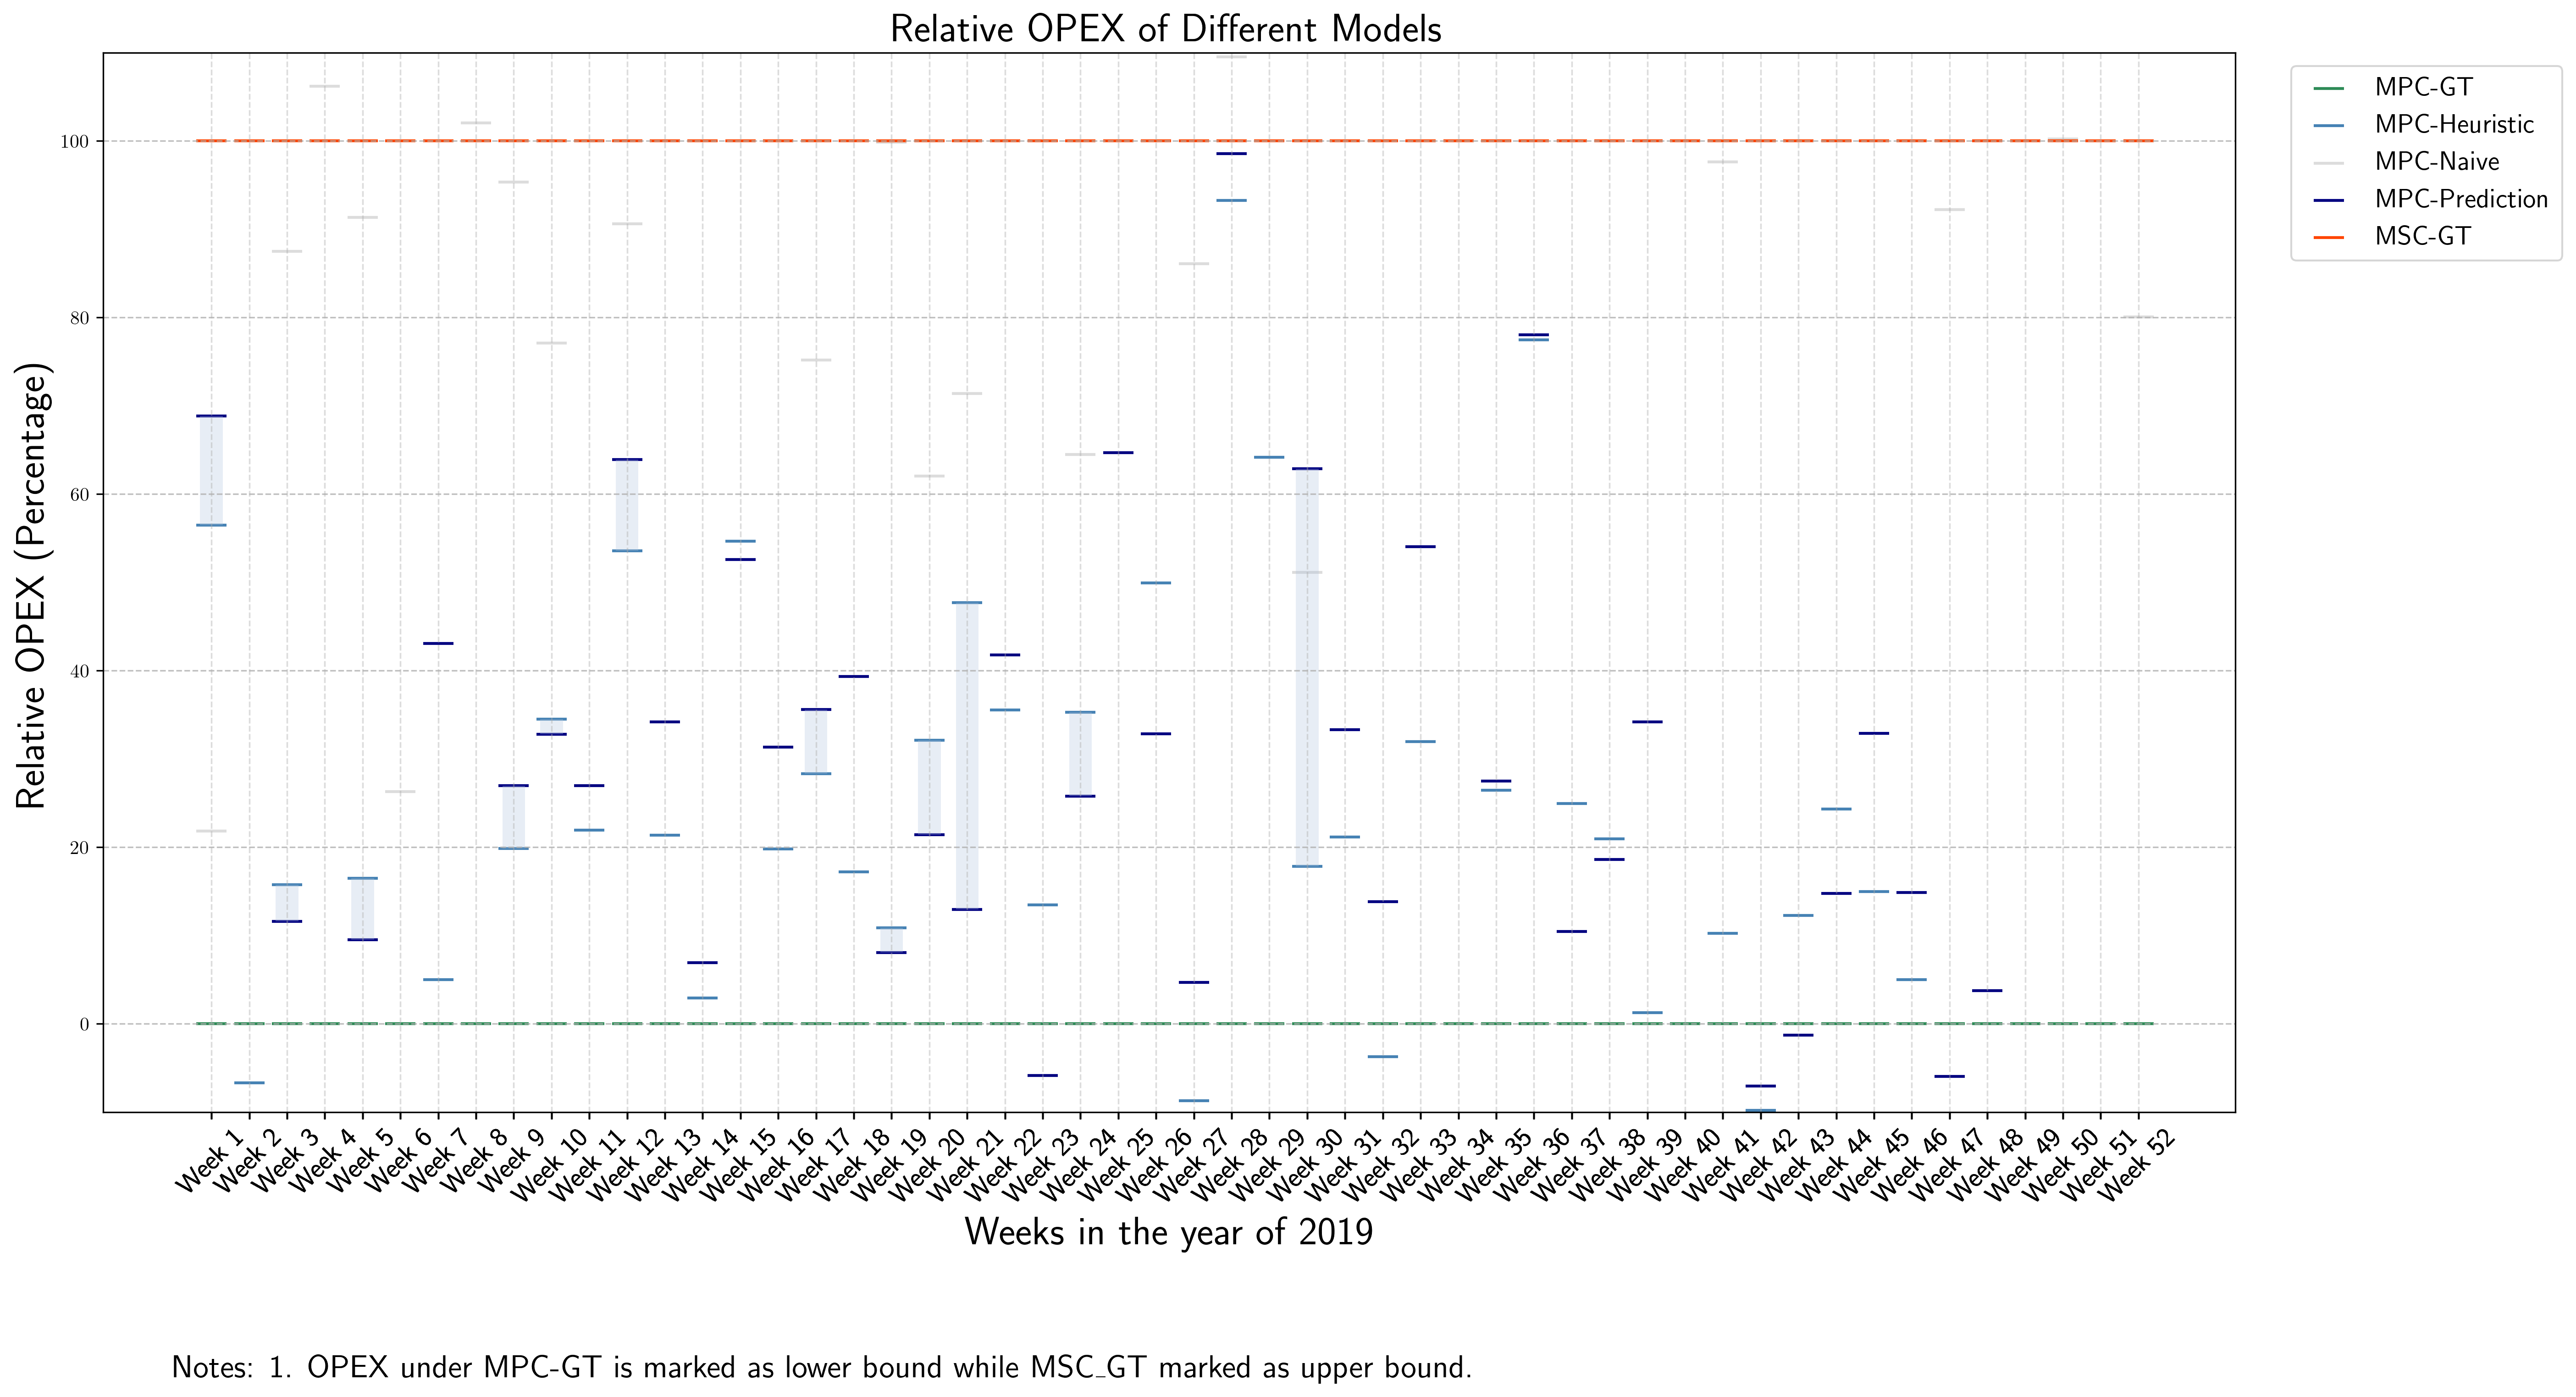 Relative OPEX of Different Models
Relative OPEX (Percentage)
100
80
60
40
20
0
MPC-GT
MPC-Heuristic
MPC-Naive
MPC-Prediction
MSC-GT
Week 1
Week 2
Week 3
Week 4
Week 5
Week 6
Week 7
Week 8
Week 9
Week 10
Week 11
Week 12
Week 13
Week 14
Week 15
Week 16
Week 17
Week 18
Week 19
Week 20
Week 21
Week 22
Week 23
Week 24
Week 25
Week 26
Week 27
Week 28
Week 29
Week 30
Week 31
Week 32
Week 33
Week 34
Week 35
Week 36
Week 37
Week 38
Week 39
Week 40
Week 41
Week 42
Week 43
Week 44
Week 45
Week 46
Week 47
Week 48
Week 49
Week 50
Week 51
Week 52
Weeks in the year of 2019
Notes: 1. OPEX under MPC-GT is marked as lower bound while MSC_GT marked as upper bound.